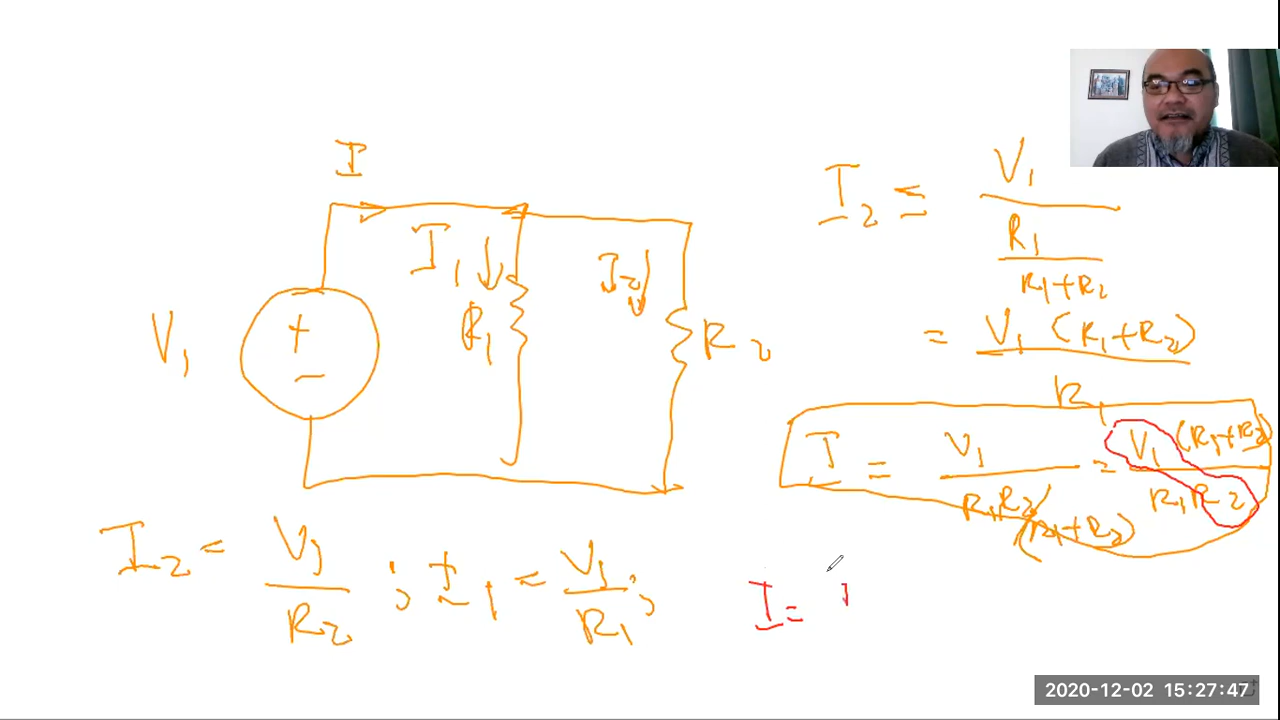 I
I₁
I₂
V₁
+
−
R₁
R₂
I₂ = V₁ / R₂ ; I₁ = V₁ / R₁ ;
I₂ = V₁ / (R₁ / (R₁+R₂))
= V₁ (R₁+R₂) / R₁
I = V₁ / (R₁R₂ / (R₁+R₂)) = V₁ (R₁+R₂) / R₁R₂
I =
2020-12-02 15:27:47